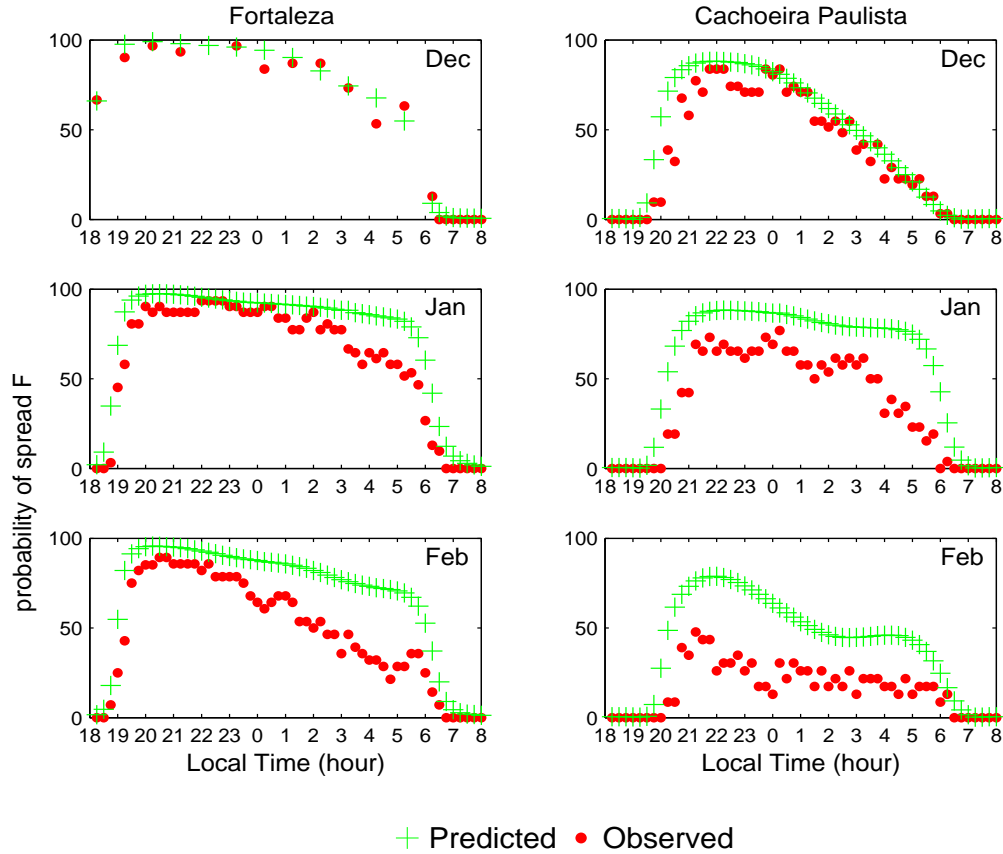 Fortaleza
Cachoeira Paulista
probability of spread F
100
50
0
Dec
18 19 20 21 22 23 0 1 2 3 4 5 6 7 8
100
50
0
Dec
18 19 20 21 22 23 0 1 2 3 4 5 6 7 8
100
50
0
Jan
18 19 20 21 22 23 0 1 2 3 4 5 6 7 8
100
50
0
Jan
18 19 20 21 22 23 0 1 2 3 4 5 6 7 8
100
50
0
Feb
18 19 20 21 22 23 0 1 2 3 4 5 6 7 8
Local Time (hour)
100
50
0
Feb
18 19 20 21 22 23 0 1 2 3 4 5 6 7 8
Local Time (hour)
Predicted Observed